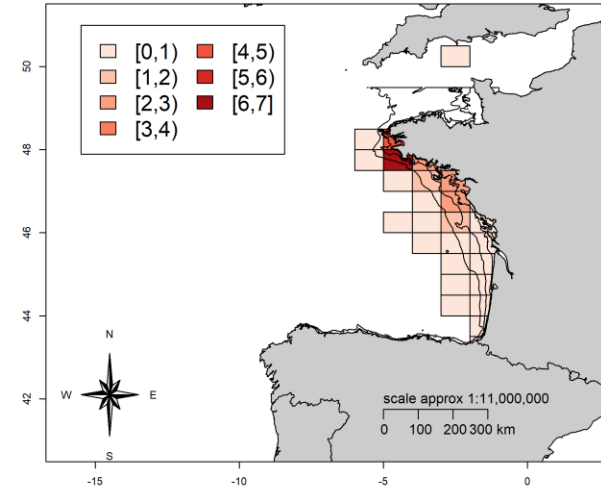 [0,1) [4,5)
[1,2) [5,6)
[2,3) [6,7]
[3,4)
50
48
46
44
42
N
W E
S
scale approx 1:11,000,000
0 100 200 300 km
-15 -10 -5 0